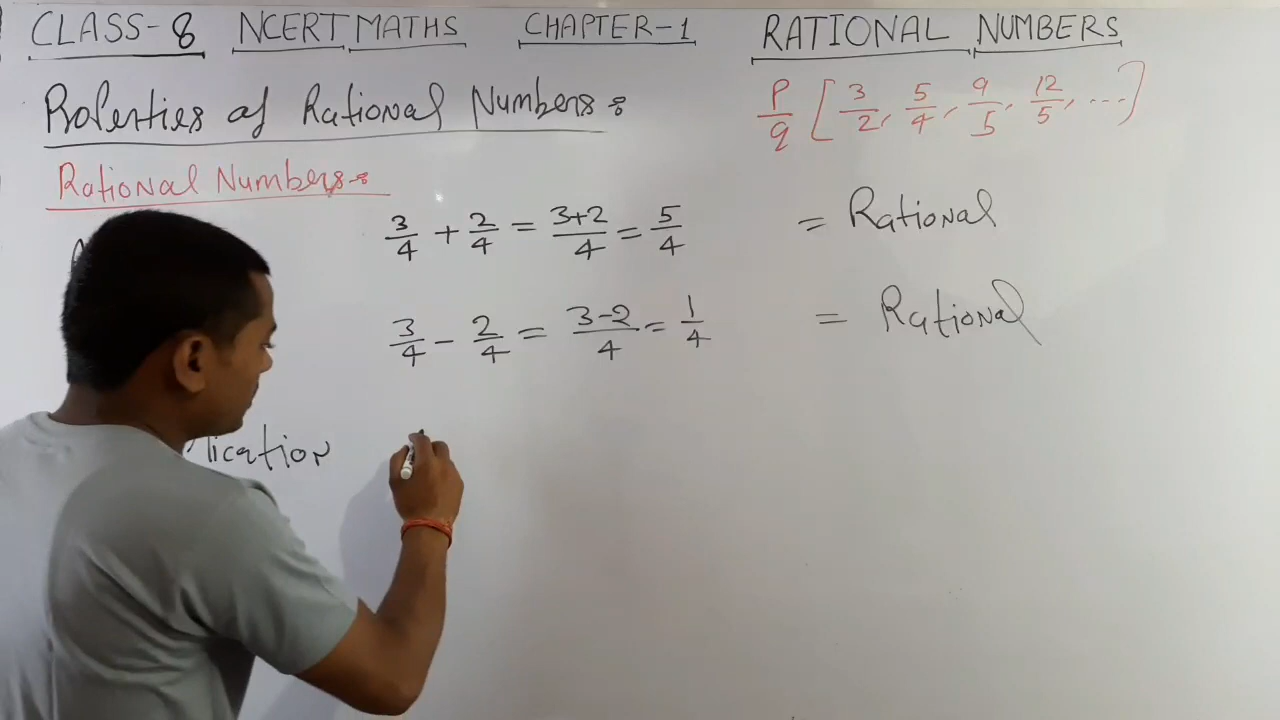 CLASS-8 NCERT MATHS CHAPTER-1 RATIONAL NUMBERS
Properties of Rational Numbers:
p/q [3/2, 5/4, 9/5, 12/5, ...]
Rational Numbers:
3/4 + 2/4 = 3+2/4 = 5/4 = Rational
3/4 - 2/4 = 3-2/4 = 1/4 = Rational
lication